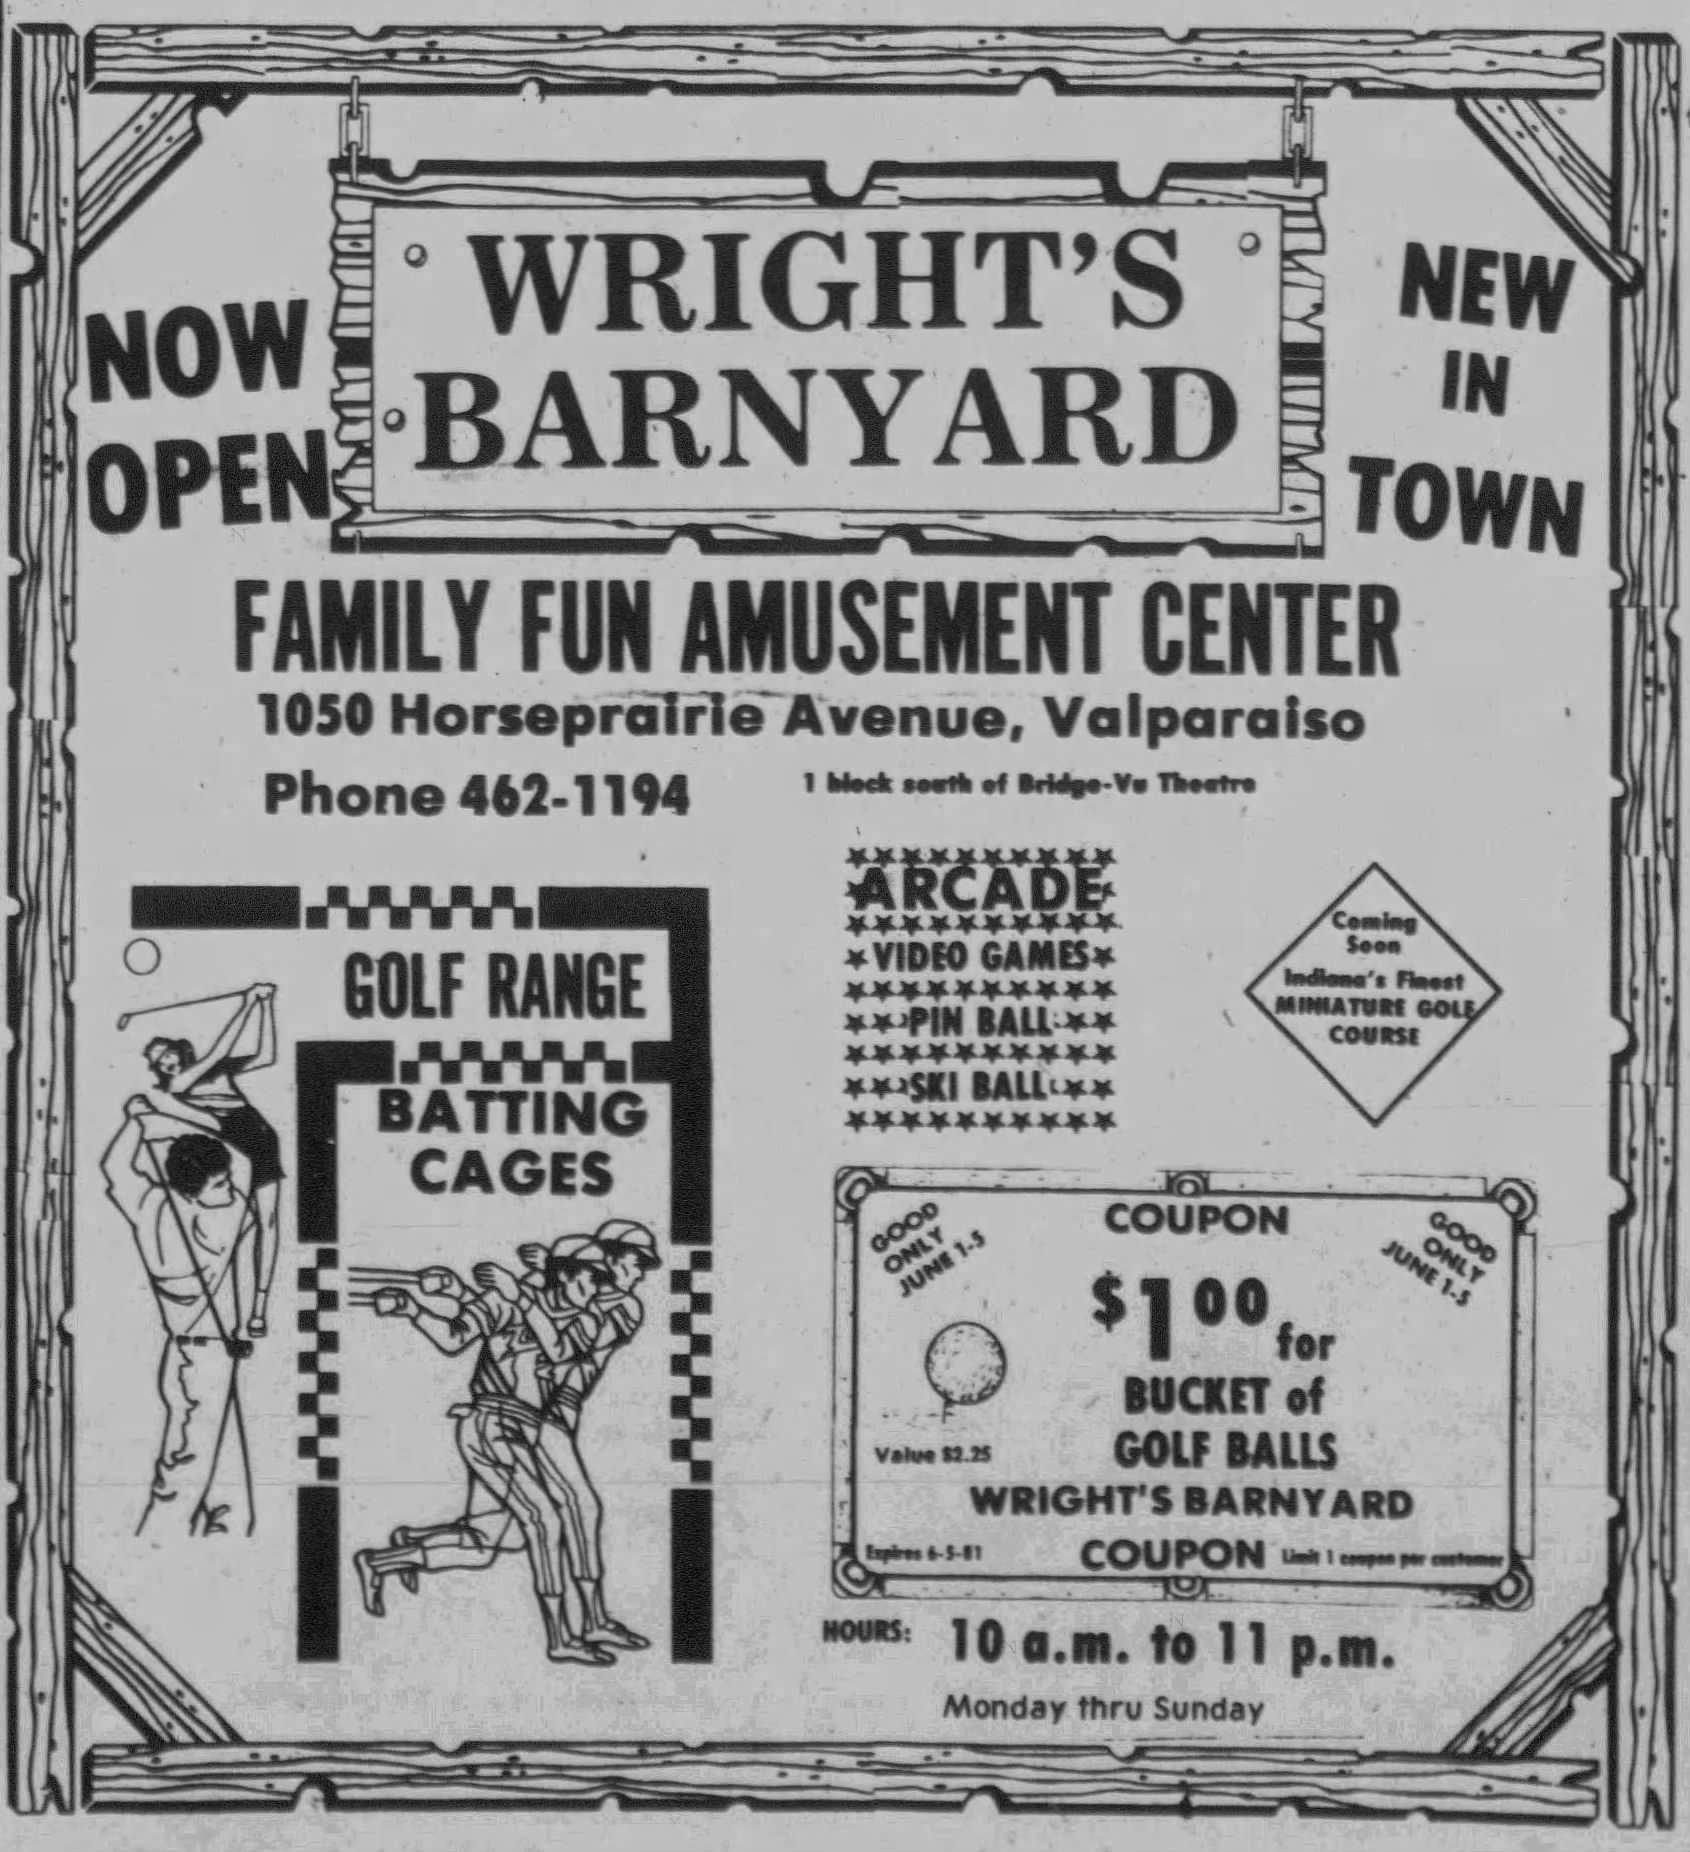 NOW
OPEN
WRIGHT'S
BARNYARD
NEW
IN
TOWN
FAMILY FUN AMUSEMENT CENTER
1050 Horseprairie Avenue, Valparaiso
Phone 462-1194
1 block south of Bridge-Vu Theatre
GOLF RANGE
BATTING
CAGES
ARCADE
VIDEO GAMES
PIN BALL
SKI BALL
Coming
Soon
Indiana's Finest
MINIATURE GOLF
COURSE
GOOD
ONLY
JUNE 1-5
COUPON
GOOD
ONLY
JUNE 1-5
$1.00 for
BUCKET of
GOLF BALLS
Value $2.25
WRIGHT'S BARNYARD
Expires 6-5-81
COUPON Limit 1 coupon per customer
HOURS: 10 a.m. to 11 p.m.
Monday thru Sunday